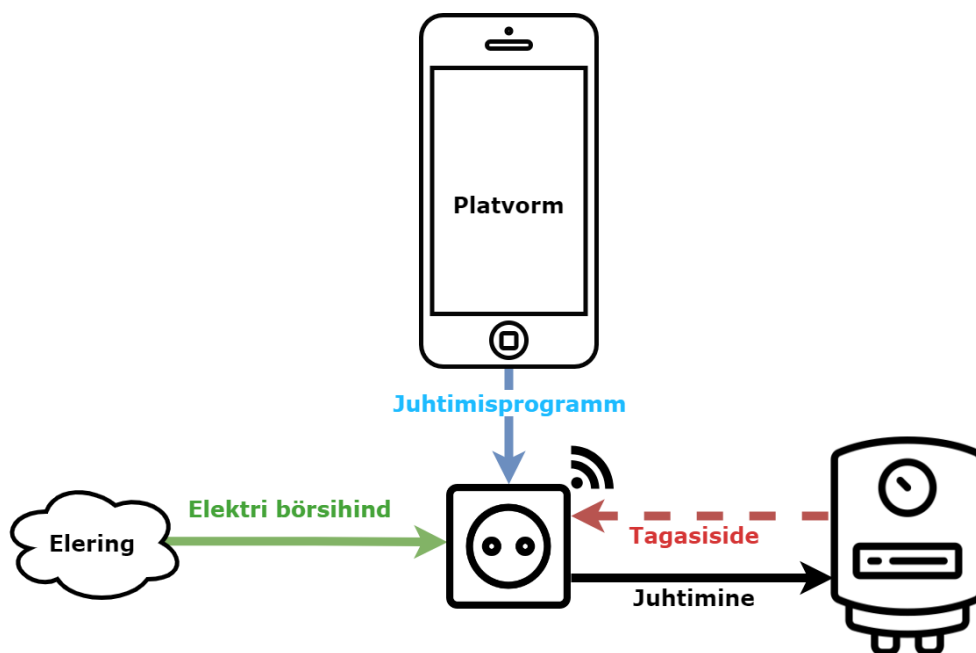 Platvorm
Juhtimisprogramm
Elektri börsihind
Elering
Tagasiside
Juhtimine